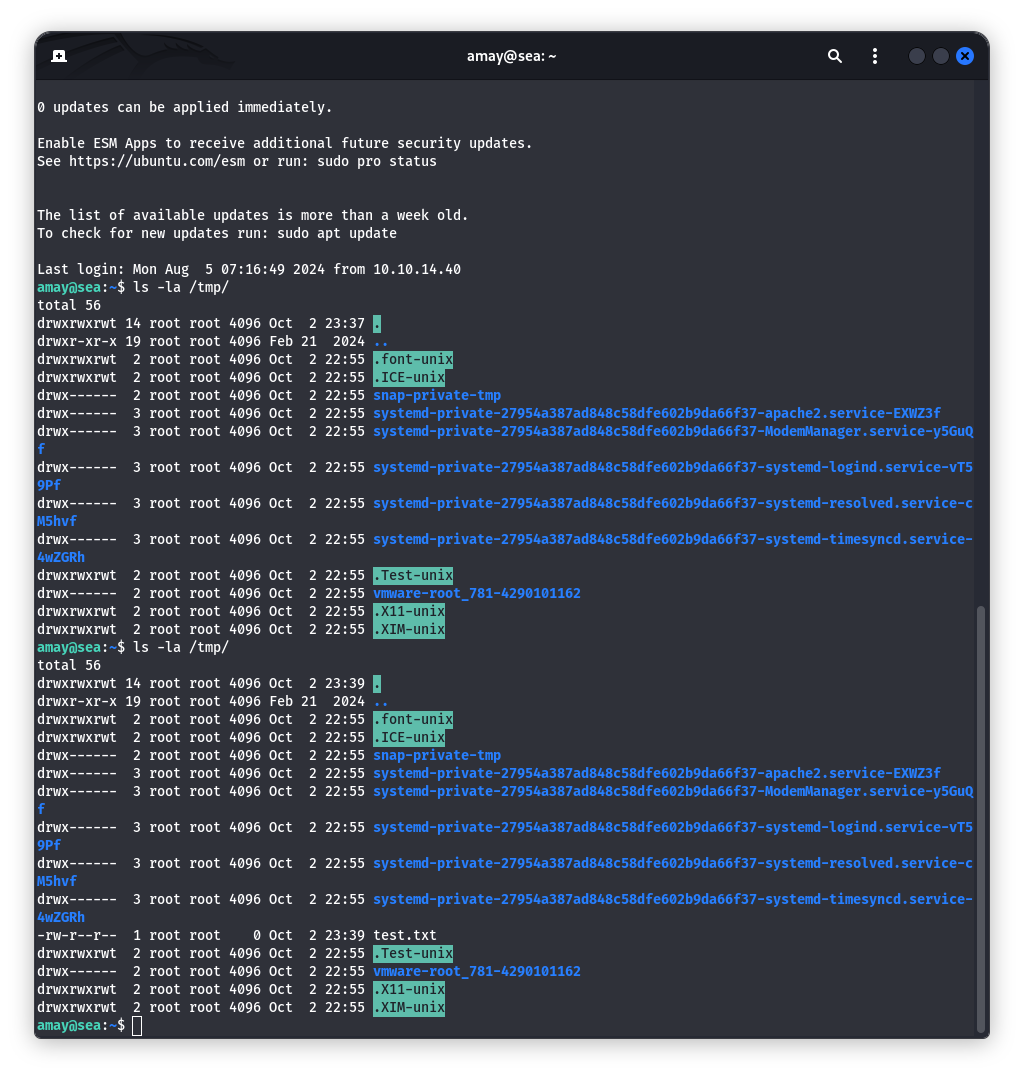 amay@sea: ~
0 updates can be applied immediately.
Enable ESM Apps to receive additional future security updates.
See https://ubuntu.com/esm or run: sudo pro status
The list of available updates is more than a week old.
To check for new updates run: sudo apt update
Last login: Mon Aug  5 07:16:49 2024 from 10.10.14.40
amay@sea:~$ ls -la /tmp/
total 56
drwxrwxrwt 14 root root 4096 Oct  2 23:37 .
drwxr-xr-x 19 root root 4096 Feb 21  2024 ..
drwxrwxrwt  2 root root 4096 Oct  2 22:55 .font-unix
drwxrwxrwt  2 root root 4096 Oct  2 22:55 .ICE-unix
drwx------  2 root root 4096 Oct  2 22:55 snap-private-tmp
drwx------  3 root root 4096 Oct  2 22:55 systemd-private-27954a387ad848c58dfe602b9da66f37-apache2.service-EXWZ3f
drwx------  3 root root 4096 Oct  2 22:55 systemd-private-27954a387ad848c58dfe602b9da66f37-ModemManager.service-y5GuQ
f
drwx------  3 root root 4096 Oct  2 22:55 systemd-private-27954a387ad848c58dfe602b9da66f37-systemd-logind.service-vT5
9Pf
drwx------  3 root root 4096 Oct  2 22:55 systemd-private-27954a387ad848c58dfe602b9da66f37-systemd-resolved.service-c
M5hvf
drwx------  3 root root 4096 Oct  2 22:55 systemd-private-27954a387ad848c58dfe602b9da66f37-systemd-timesyncd.service-
4wZGRh
drwxrwxrwt  2 root root 4096 Oct  2 22:55 .Test-unix
drwx------  2 root root 4096 Oct  2 22:55 vmware-root_781-4290101162
drwxrwxrwt  2 root root 4096 Oct  2 22:55 .X11-unix
drwxrwxrwt  2 root root 4096 Oct  2 22:55 .XIM-unix
amay@sea:~$ ls -la /tmp/
total 56
drwxrwxrwt 14 root root 4096 Oct  2 23:39 .
drwxr-xr-x 19 root root 4096 Feb 21  2024 ..
drwxrwxrwt  2 root root 4096 Oct  2 22:55 .font-unix
drwxrwxrwt  2 root root 4096 Oct  2 22:55 .ICE-unix
drwx------  2 root root 4096 Oct  2 22:55 snap-private-tmp
drwx------  3 root root 4096 Oct  2 22:55 systemd-private-27954a387ad848c58dfe602b9da66f37-apache2.service-EXWZ3f
drwx------  3 root root 4096 Oct  2 22:55 systemd-private-27954a387ad848c58dfe602b9da66f37-ModemManager.service-y5GuQ
f
drwx------  3 root root 4096 Oct  2 22:55 systemd-private-27954a387ad848c58dfe602b9da66f37-systemd-logind.service-vT5
9Pf
drwx------  3 root root 4096 Oct  2 22:55 systemd-private-27954a387ad848c58dfe602b9da66f37-systemd-resolved.service-c
M5hvf
drwx------  3 root root 4096 Oct  2 22:55 systemd-private-27954a387ad848c58dfe602b9da66f37-systemd-timesyncd.service-
4wZGRh
-rw-r--r--  1 root root    0 Oct  2 23:39 test.txt
drwxrwxrwt  2 root root 4096 Oct  2 22:55 .Test-unix
drwx------  2 root root 4096 Oct  2 22:55 vmware-root_781-4290101162
drwxrwxrwt  2 root root 4096 Oct  2 22:55 .X11-unix
drwxrwxrwt  2 root root 4096 Oct  2 22:55 .XIM-unix
amay@sea:~$